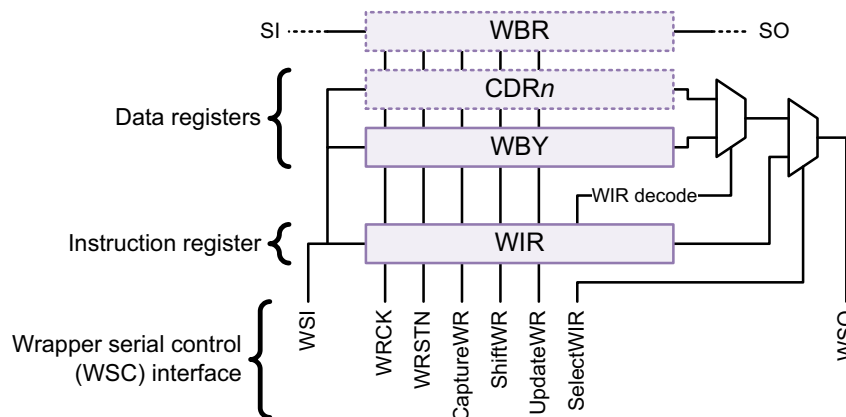 SI
WBR
SO
Data registers
CDRn
WBY
WIR decode
Instruction register
WIR
Wrapper serial control
(WSC) interface
WSI
WRCK
WRSTN
CaptureWR
ShiftWR
UpdateWR
SelectWIR
WSO